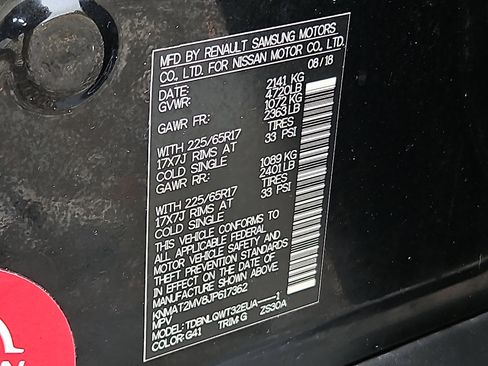 MFD BY RENAULT SAMSUNG MOTORS
CO., LTD. FOR NISSAN MOTOR CO., LTD.
DATE: 08/18
GVWR: 2141 KG
4720LB
GAWR FR: 1072 KG
2363LB
WITH 225/65R17 TIRES
17X7J RIMS AT 33 PSI
COLD SINGLE
GAWR RR: 1089 KG
2401LB
WITH 225/65R17 TIRES
17X7J RIMS AT 33 PSI
COLD SINGLE
THIS VEHICLE CONFORMS TO
ALL APPLICABLE FEDERAL
MOTOR VEHICLE SAFETY AND
THEFT PREVENTION STANDARDS
IN EFFECT ON THE DATE OF
MANUFACTURE SHOWN ABOVE.
KNMAT2MV8JP617362
MPV
MODEL:TDBNLQWT32EUA-----1
COLOR:G41 TRIM:G ZS30A